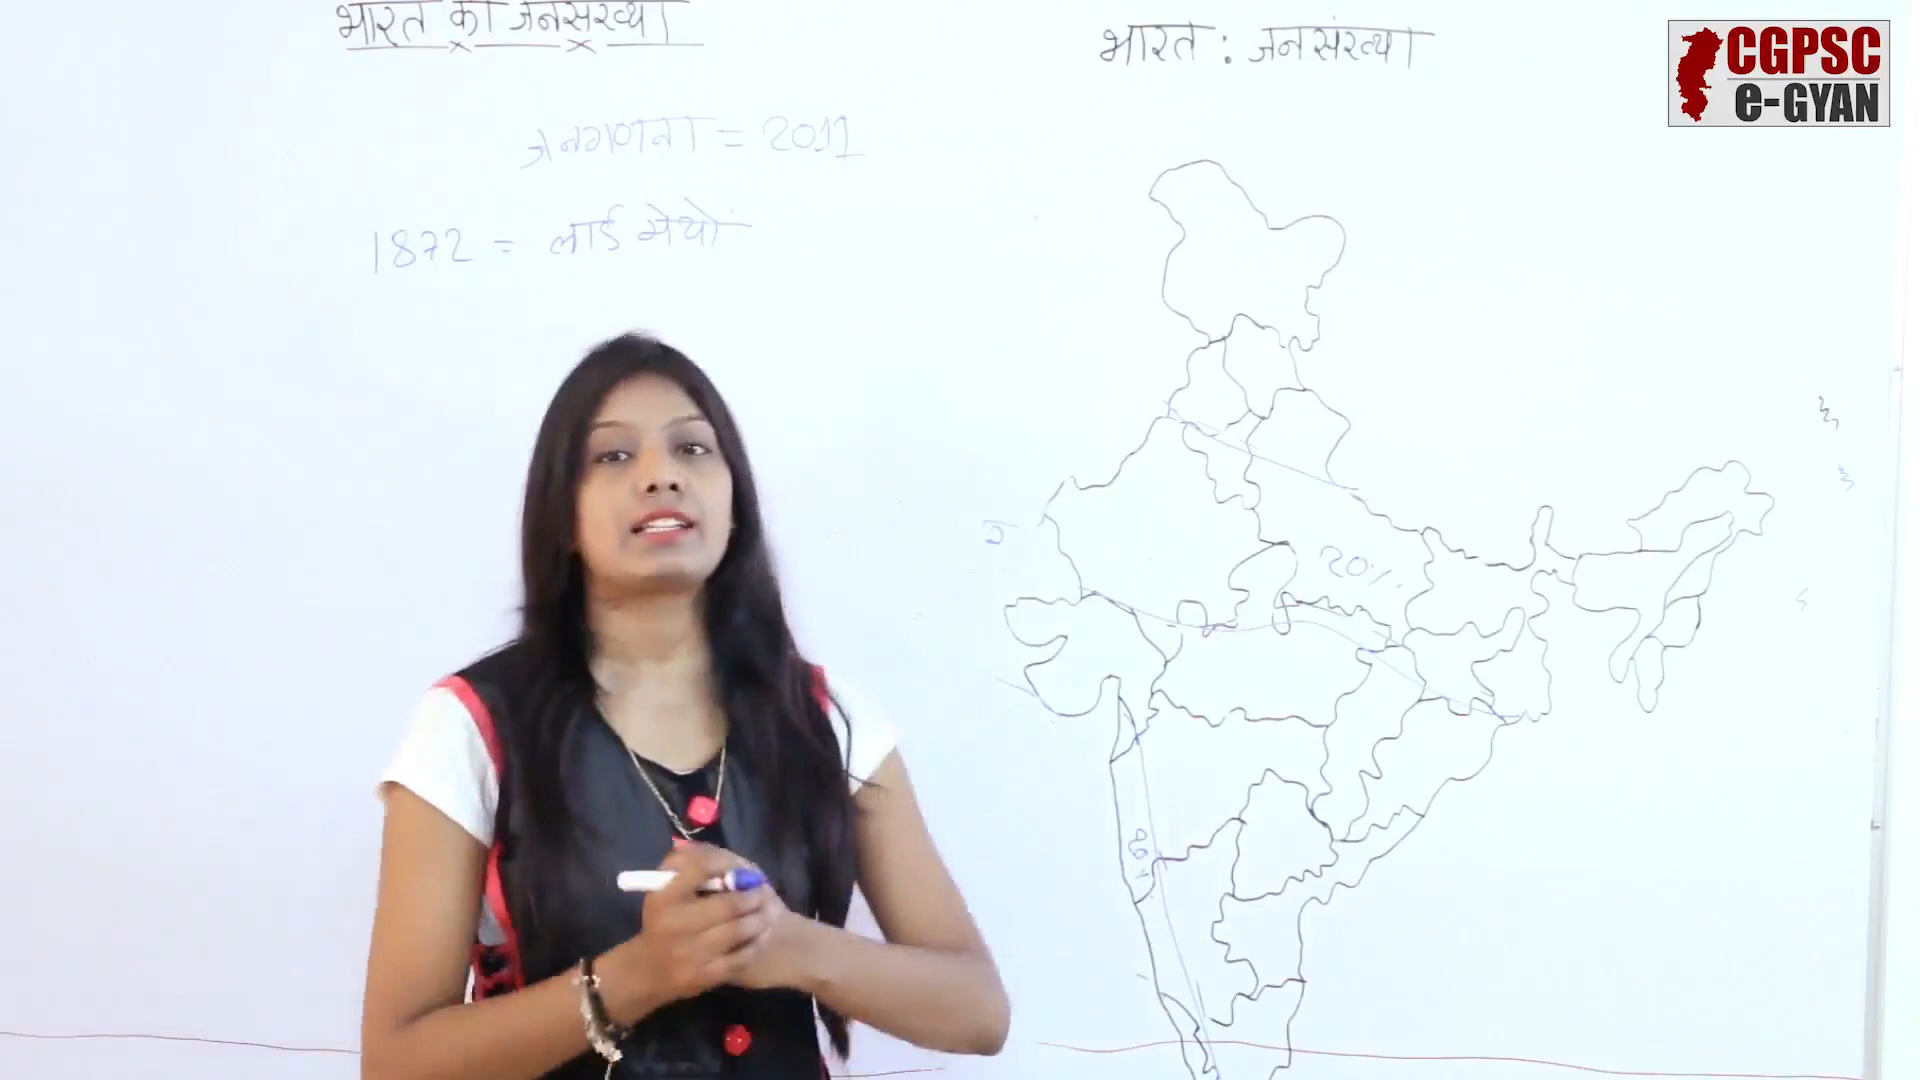 भारत की जनसंख्या
जनगणना = 2011
1872 = लार्ड मेयो
भारत : जनसंख्या
CGPSC
e-GYAN
20%